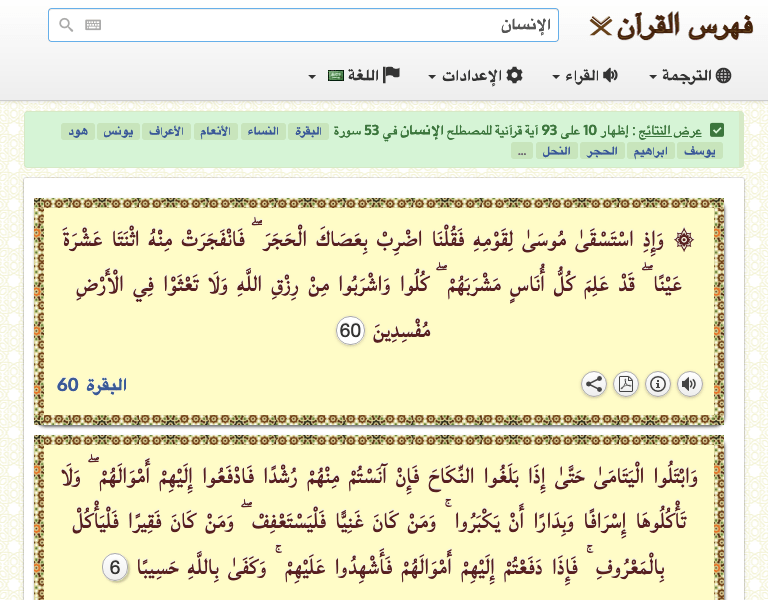 فهرس القرآن
الإنسان
الترجمة
القراء
الإعدادات
اللغة
عرض النتائج : إظهار 10 على 93 آية قرآنية للمصطلح الإنسان في 53 سورة البقرة النساء الأنعام الأعراف يونس هود
يوسف ابراهيم الحجر النحل ...
۞ وَإِذِ اسْتَسْقَىٰ مُوسَىٰ لِقَوْمِهِ فَقُلْنَا اضْرِبْ بِعَصَاكَ الْحَجَرَ ۖ فَانْفَجَرَتْ مِنْهُ اثْنَتَا عَشْرَةَ
عَيْنًا ۖ قَدْ عَلِمَ كُلُّ أُنَاسٍ مَشْرَبَهُمْ ۖ كُلُوا وَاشْرَبُوا مِنْ رِزْقِ اللَّهِ وَلَا تَعْثَوْا فِي الْأَرْضِ
مُفْسِدِينَ 60
البقرة 60
وَابْتَلُوا الْيَتَامَىٰ حَتَّىٰ إِذَا بَلَغُوا النِّكَاحَ فَإِنْ آنَسْتُمْ مِنْهُمْ رُشْدًا فَادْفَعُوا إِلَيْهِمْ أَمْوَالَهُمْ ۖ وَلَا
تَأْكُلُوهَا إِسْرَافًا وَبِدَارًا أَنْ يَكْبَرُوا ۚ وَمَنْ كَانَ غَنِيًّا فَلْيَسْتَعْفِفْ ۖ وَمَنْ كَانَ فَقِيرًا فَلْيَأْكُلْ
بِالْمَعْرُوفِ ۚ فَإِذَا دَفَعْتُمْ إِلَيْهِمْ أَمْوَالَهُمْ فَأَشْهِدُوا عَلَيْهِمْ ۚ وَكَفَىٰ بِاللَّهِ حَسِيبًا 6